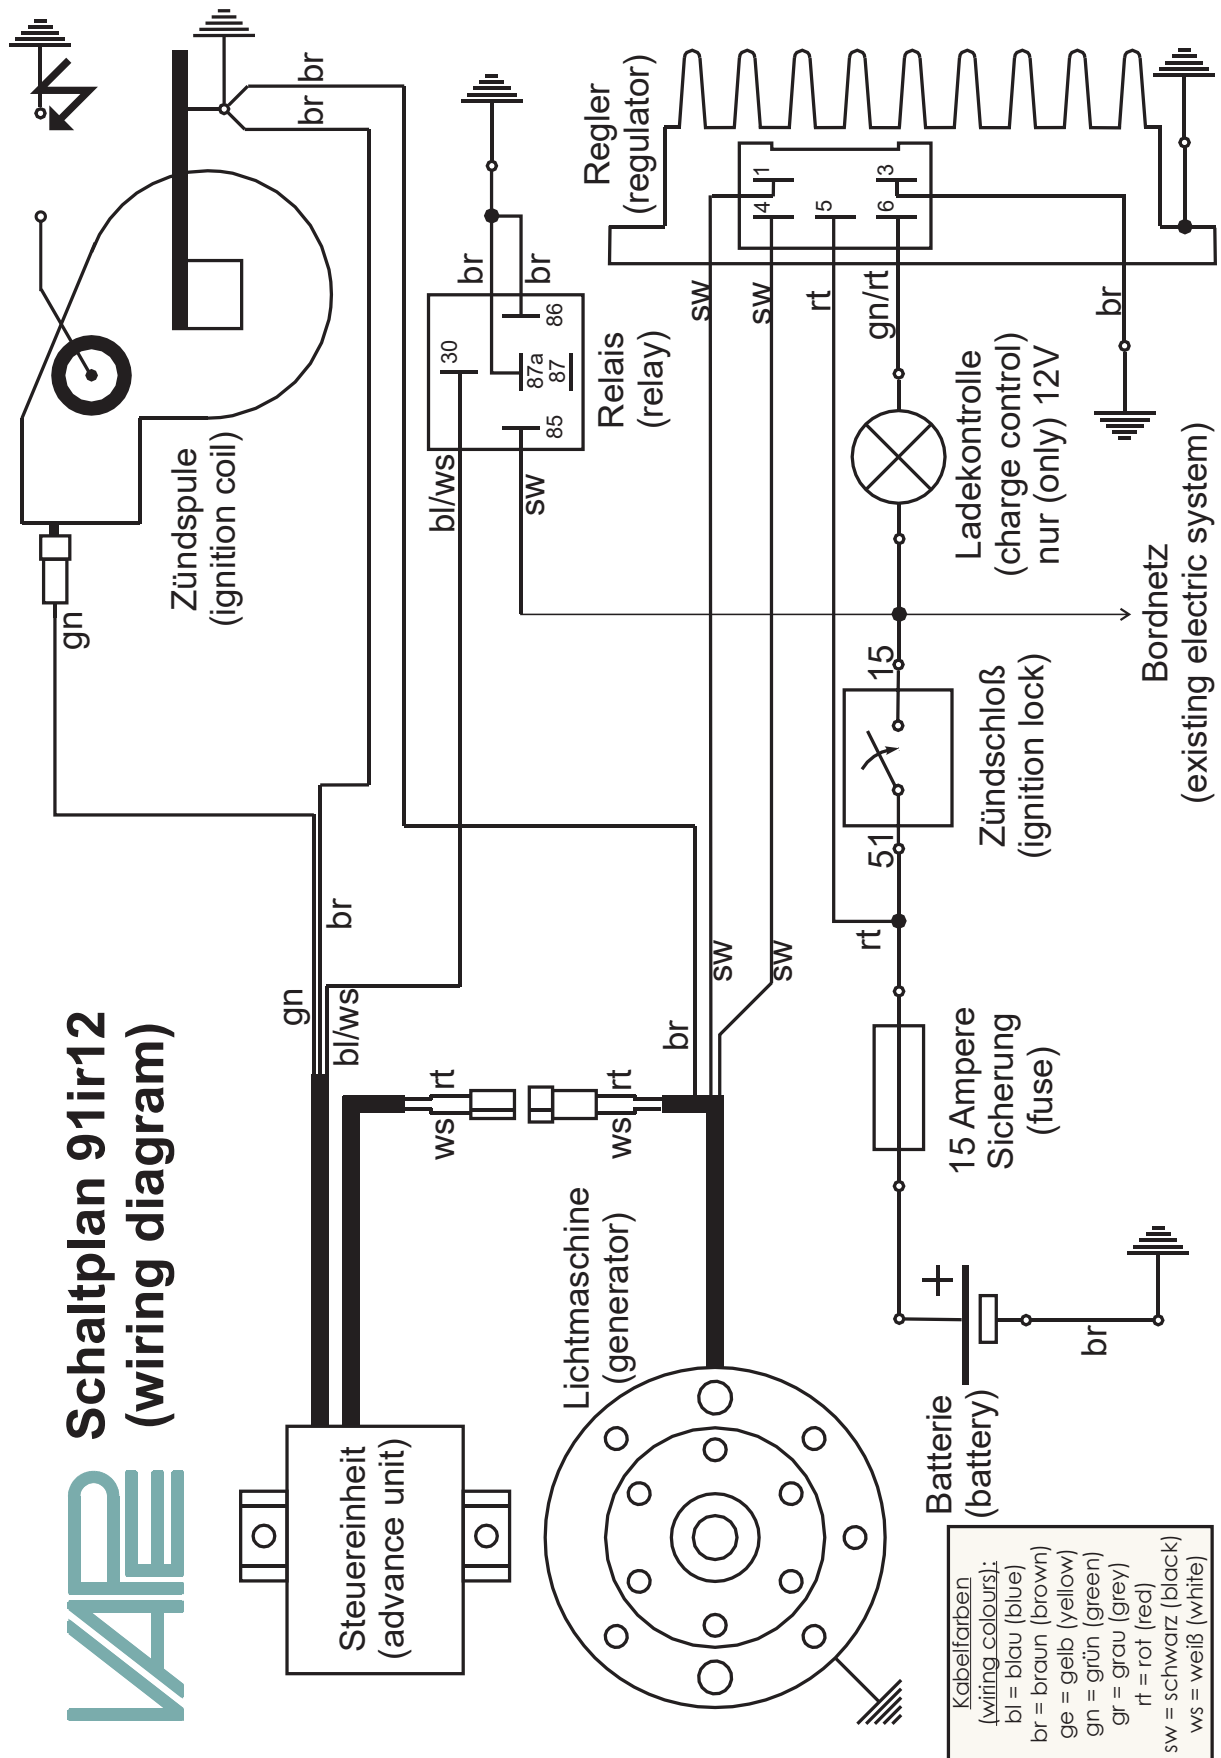 VAPE
Schaltplan 91ir12
(wiring diagram)
gn
Zündspule
(ignition coil)
br
br
gn
br
bl/ws
bl/ws
sw
br
br
30
85
87a
87
86
Relais
(relay)
Regler
(regulator)
1
4
5
3
6
sw
sw
rt
gn/rt
br
Steuereinheit
(advance unit)
ws
rt
ws
rt
br
sw
sw
Lichtmaschine
(generator)
rt
51
15
Zündschloß
(ignition lock)
Ladekontrolle
(charge control)
nur (only) 12V
15 Ampere
Sicherung
(fuse)
Bordnetz
(existing electric system)
+
Batterie
(battery)
br
Kabelfarben
(wiring colours):
bl = blau (blue)
br = braun (brown)
ge = gelb (yellow)
gn = grün (green)
gr = grau (grey)
rt = rot (red)
sw = schwarz (black)
ws = weiß (white)